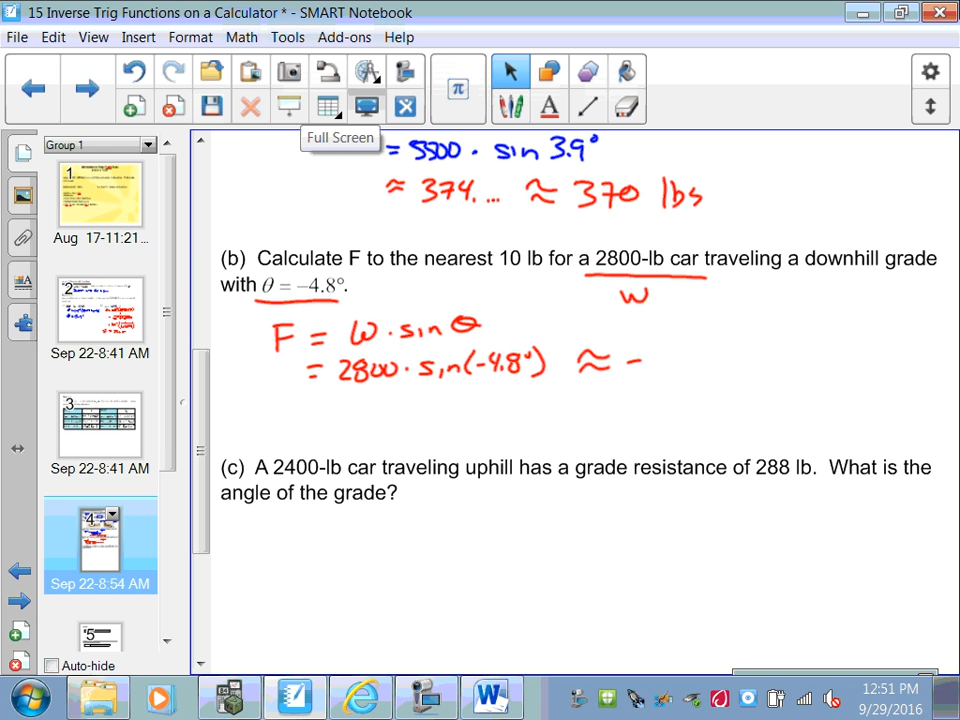 15 Inverse Trig Functions on a Calculator * - SMART Notebook
File Edit View Insert Format Math Tools Add-ons Help
π
A
Full Screen
Group 1
1
Aug 17-11:21...
2
Sep 22-8:41 AM
3
Sep 22-8:41 AM
4
Sep 22-8:54 AM
5
Auto-hide
= 5500 · sin 3.9°
≈ 374. ... ≈ 370 lbs
(b) Calculate F to the nearest 10 lb for a 2800-lb car traveling a downhill grade
with θ = −4.8°.
W
F = W · sin θ
= 2800 · sin(-4.8°) ≈ -
(c) A 2400-lb car traveling uphill has a grade resistance of 288 lb. What is the
angle of the grade?
12:51 PM
9/29/2016